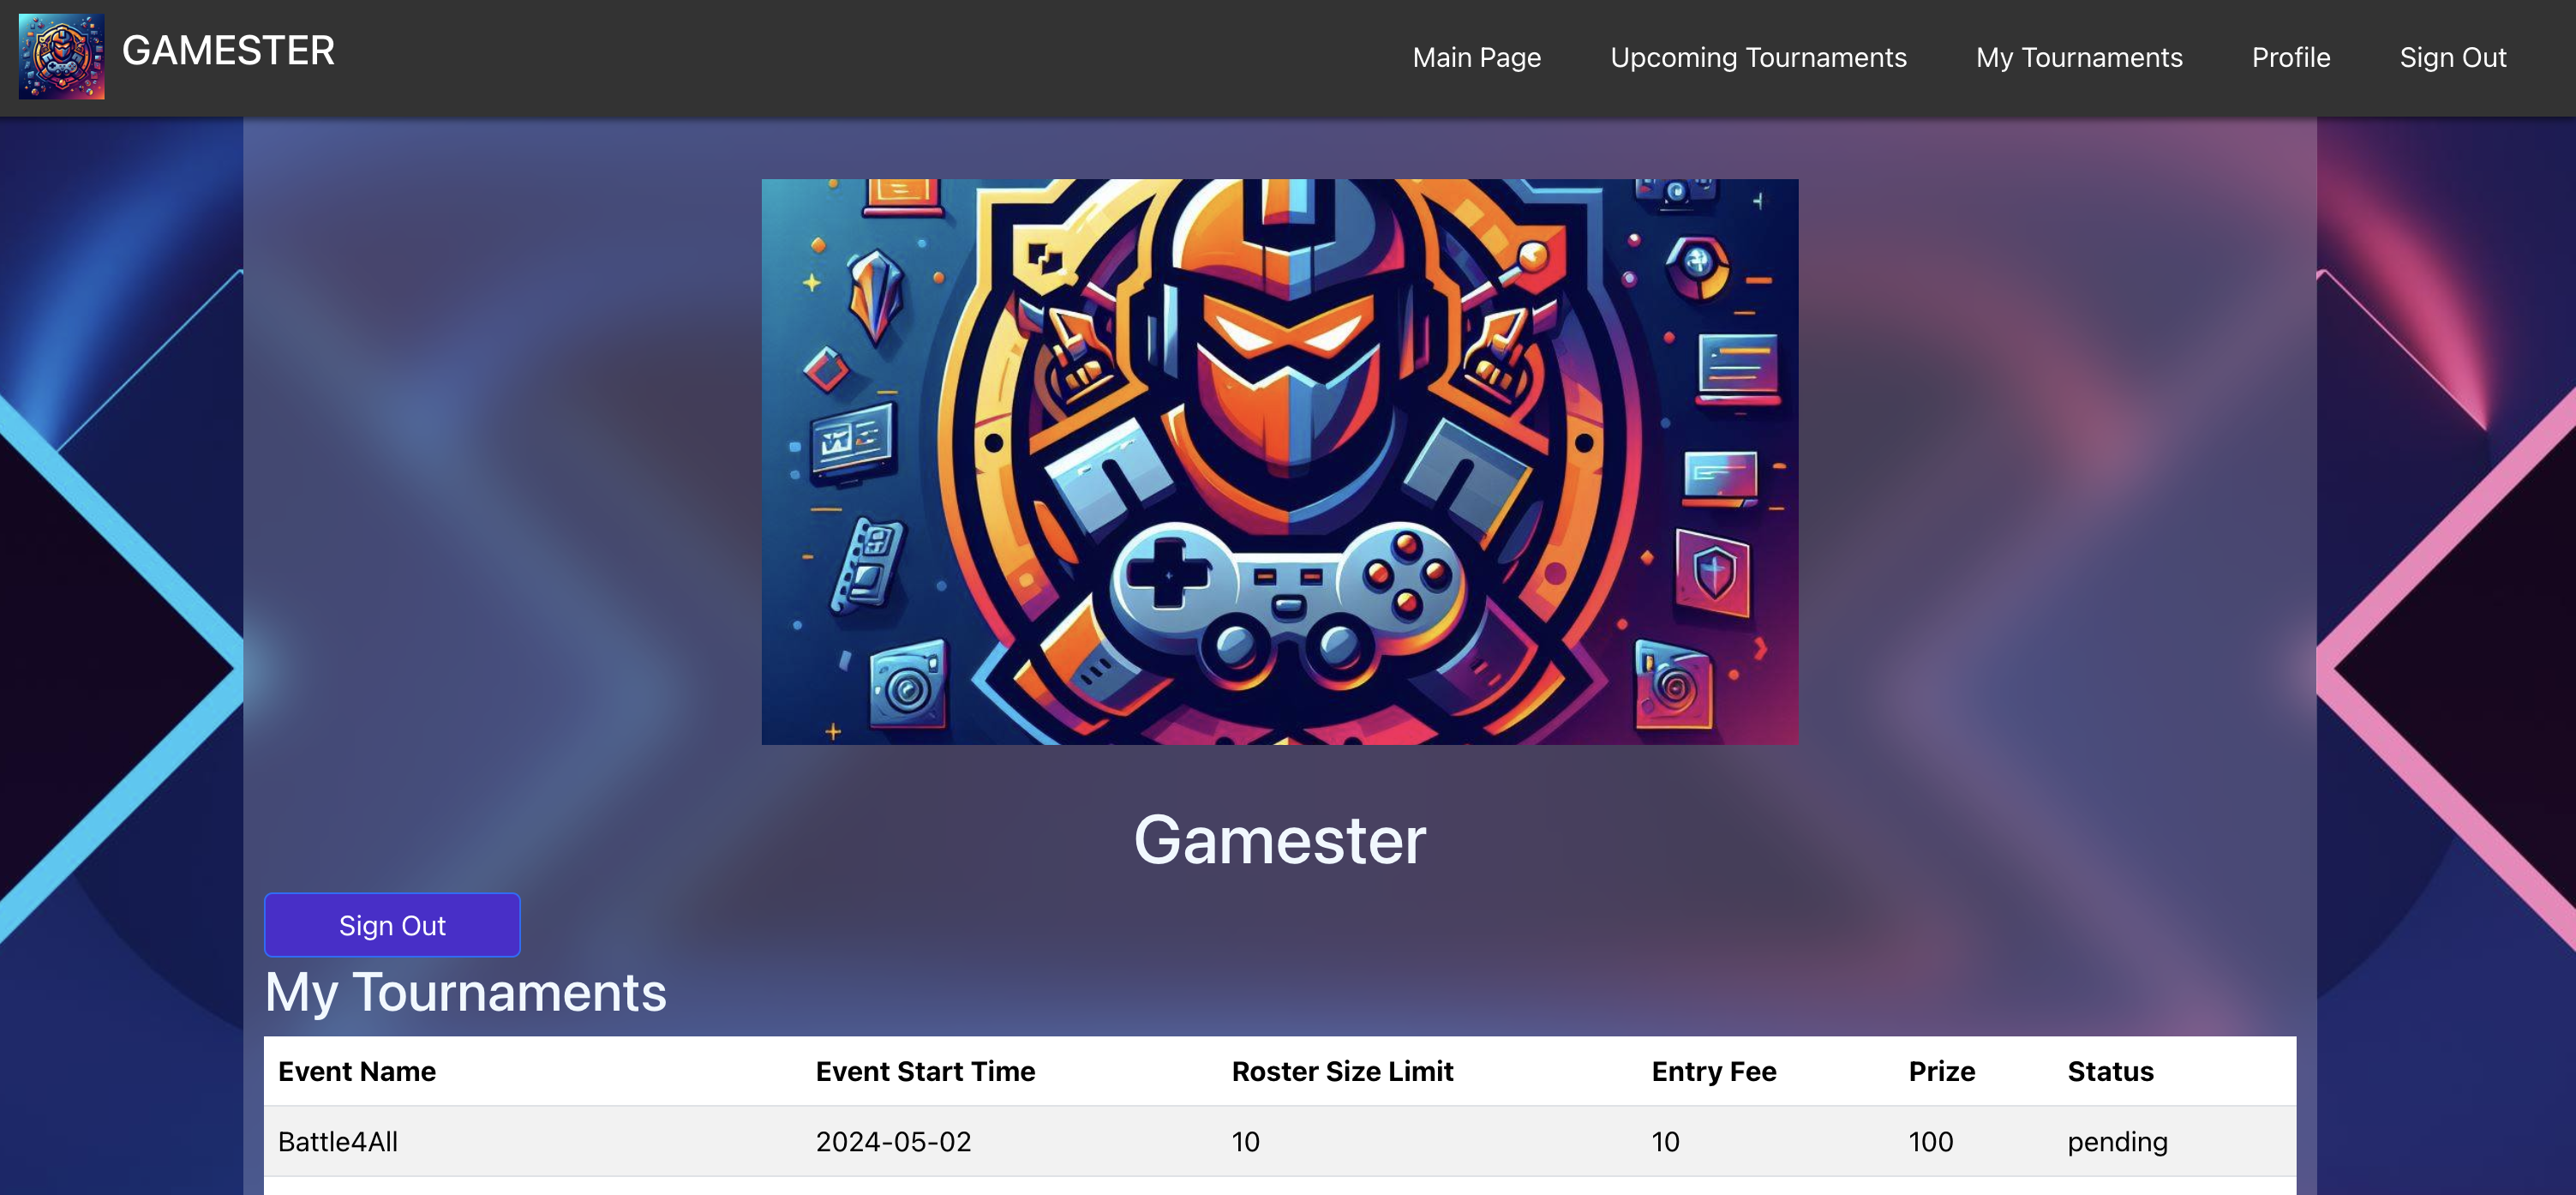 GAMESTER
Main Page Upcoming Tournaments My Tournaments Profile Sign Out
Gamester
Sign Out
My Tournaments
Event Name Event Start Time Roster Size Limit Entry Fee Prize Status
Battle4All 2024-05-02 10 10 100 pending